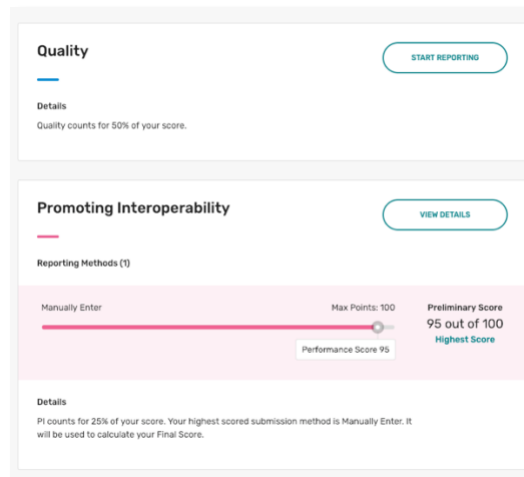 Quality
START REPORTING
Details
Quality counts for 50% of your score.
Promoting Interoperability
VIEW DETAILS
Reporting Methods (1)
Manually Enter
Max Points: 100
Performance Score 95
Preliminary Score
95 out of 100
Highest Score
Details
PI counts for 25% of your score. Your highest scored submission method is Manually Enter. It
will be used to calculate your Final Score.